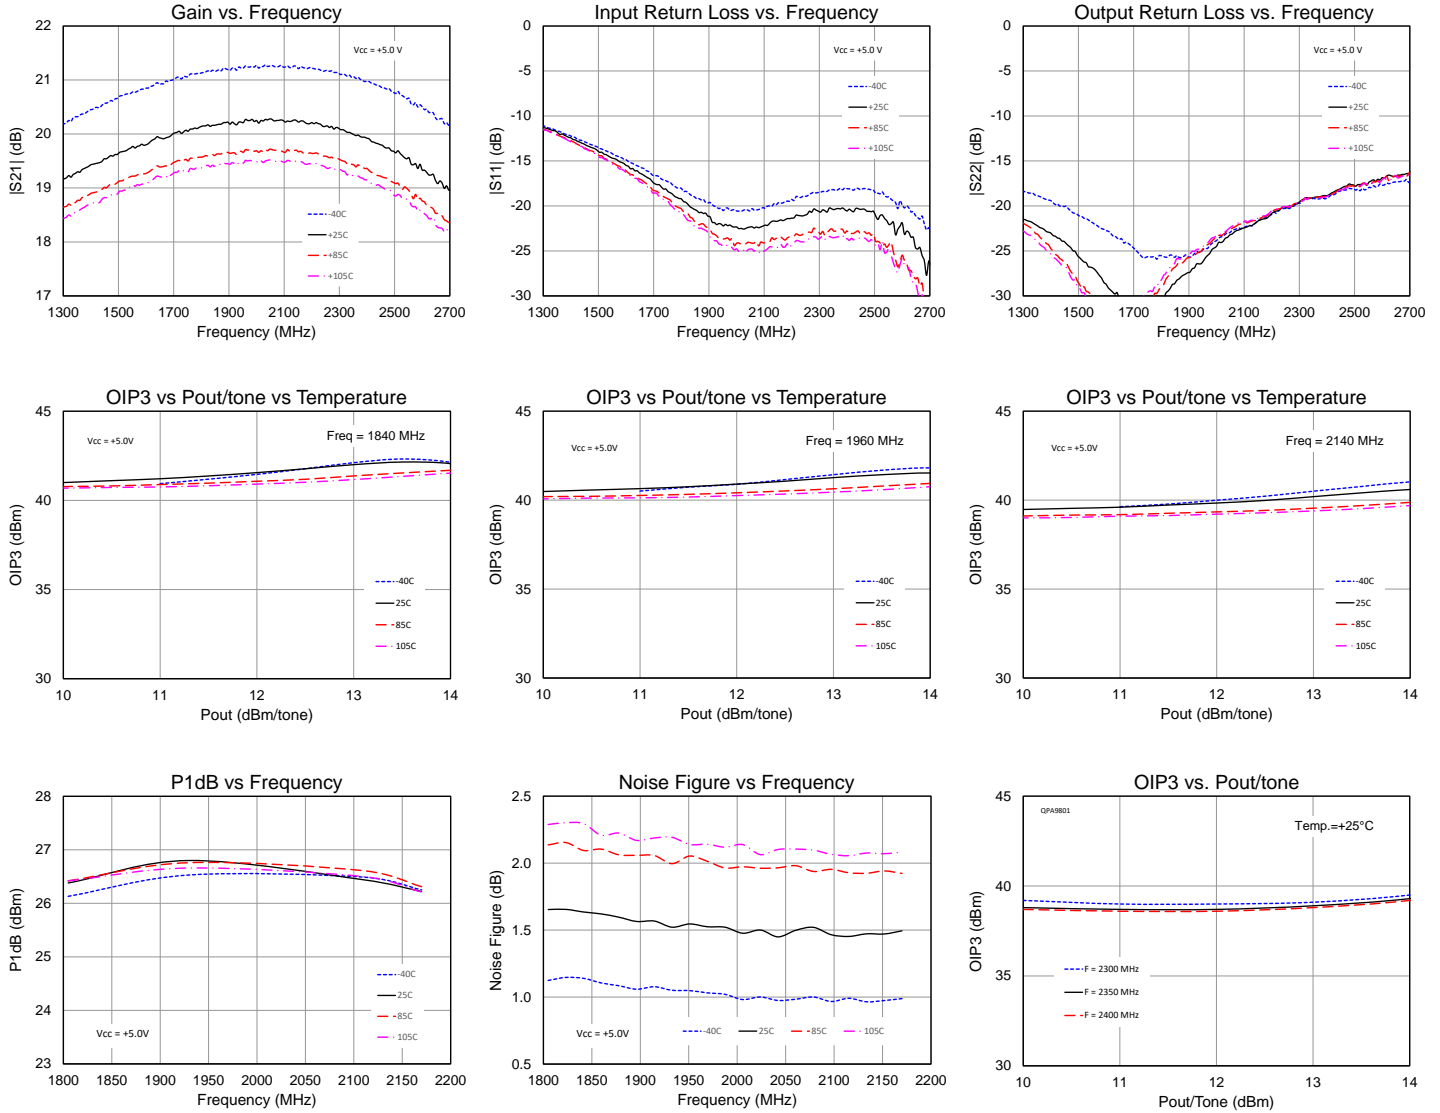 Gain vs. Frequency
22
21
20
19
18
17
|S21| (dB)
Vcc = +5.0 V
-40C
+25C
+85C
+105C
1300 1500 1700 1900 2100 2300 2500 2700
Frequency (MHz)
Input Return Loss vs. Frequency
0
-5
-10
-15
-20
-25
-30
|S11| (dB)
Vcc = +5.0 V
-40C
+25C
+85C
+105C
1300 1500 1700 1900 2100 2300 2500 2700
Frequency (MHz)
Output Return Loss vs. Frequency
0
-5
-10
-15
-20
-25
-30
|S22| (dB)
Vcc = +5.0 V
-40C
+25C
+85C
+105C
1300 1500 1700 1900 2100 2300 2500 2700
Frequency (MHz)
OIP3 vs Pout/tone vs Temperature
45
40
35
30
OIP3 (dBm)
Vcc = +5.0V
Freq = 1840 MHz
-40C
25C
85C
105C
10 11 12 13 14
Pout (dBm/tone)
OIP3 vs Pout/tone vs Temperature
45
40
35
30
OIP3 (dBm)
Vcc = +5.0V
Freq = 1960 MHz
-40C
25C
85C
105C
10 11 12 13 14
Pout (dBm/tone)
OIP3 vs Pout/tone vs Temperature
45
40
35
30
OIP3 (dBm)
Vcc = +5.0V
Freq = 2140 MHz
-40C
25C
85C
105C
10 11 12 13 14
Pout (dBm/tone)
P1dB vs Frequency
28
27
26
25
24
23
P1dB (dBm)
-40C
25C
85C
105C
Vcc = +5.0V
1800 1850 1900 1950 2000 2050 2100 2150 2200
Frequency (MHz)
Noise Figure vs Frequency
2.5
2.0
1.5
1.0
0.5
Noise Figure (dB)
Vcc = +5.0V
-40C 25C 85C 105C
1800 1850 1900 1950 2000 2050 2100 2150 2200
Frequency (MHz)
OIP3 vs. Pout/tone
45
40
35
30
OIP3 (dBm)
QPA9801
Temp.=+25°C
F = 2300 MHz
F = 2350 MHz
F = 2400 MHz
10 11 12 13 14
Pout/Tone (dBm)